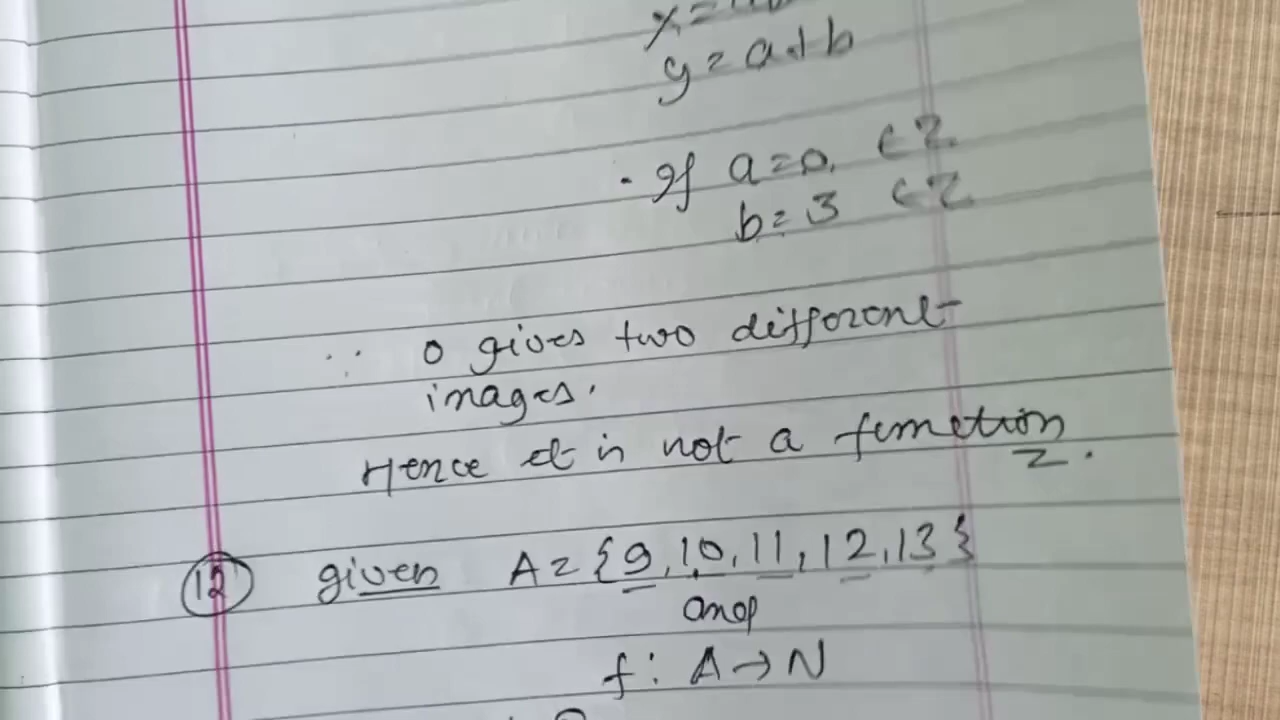 y = a + b
. If a = 0, ∈ Z
b = 3 ∈ Z
∵ 0 gives two different
images.
Hence it is not a function
(12) given A = {9, 10, 11, 12, 13}
and
f : A → N